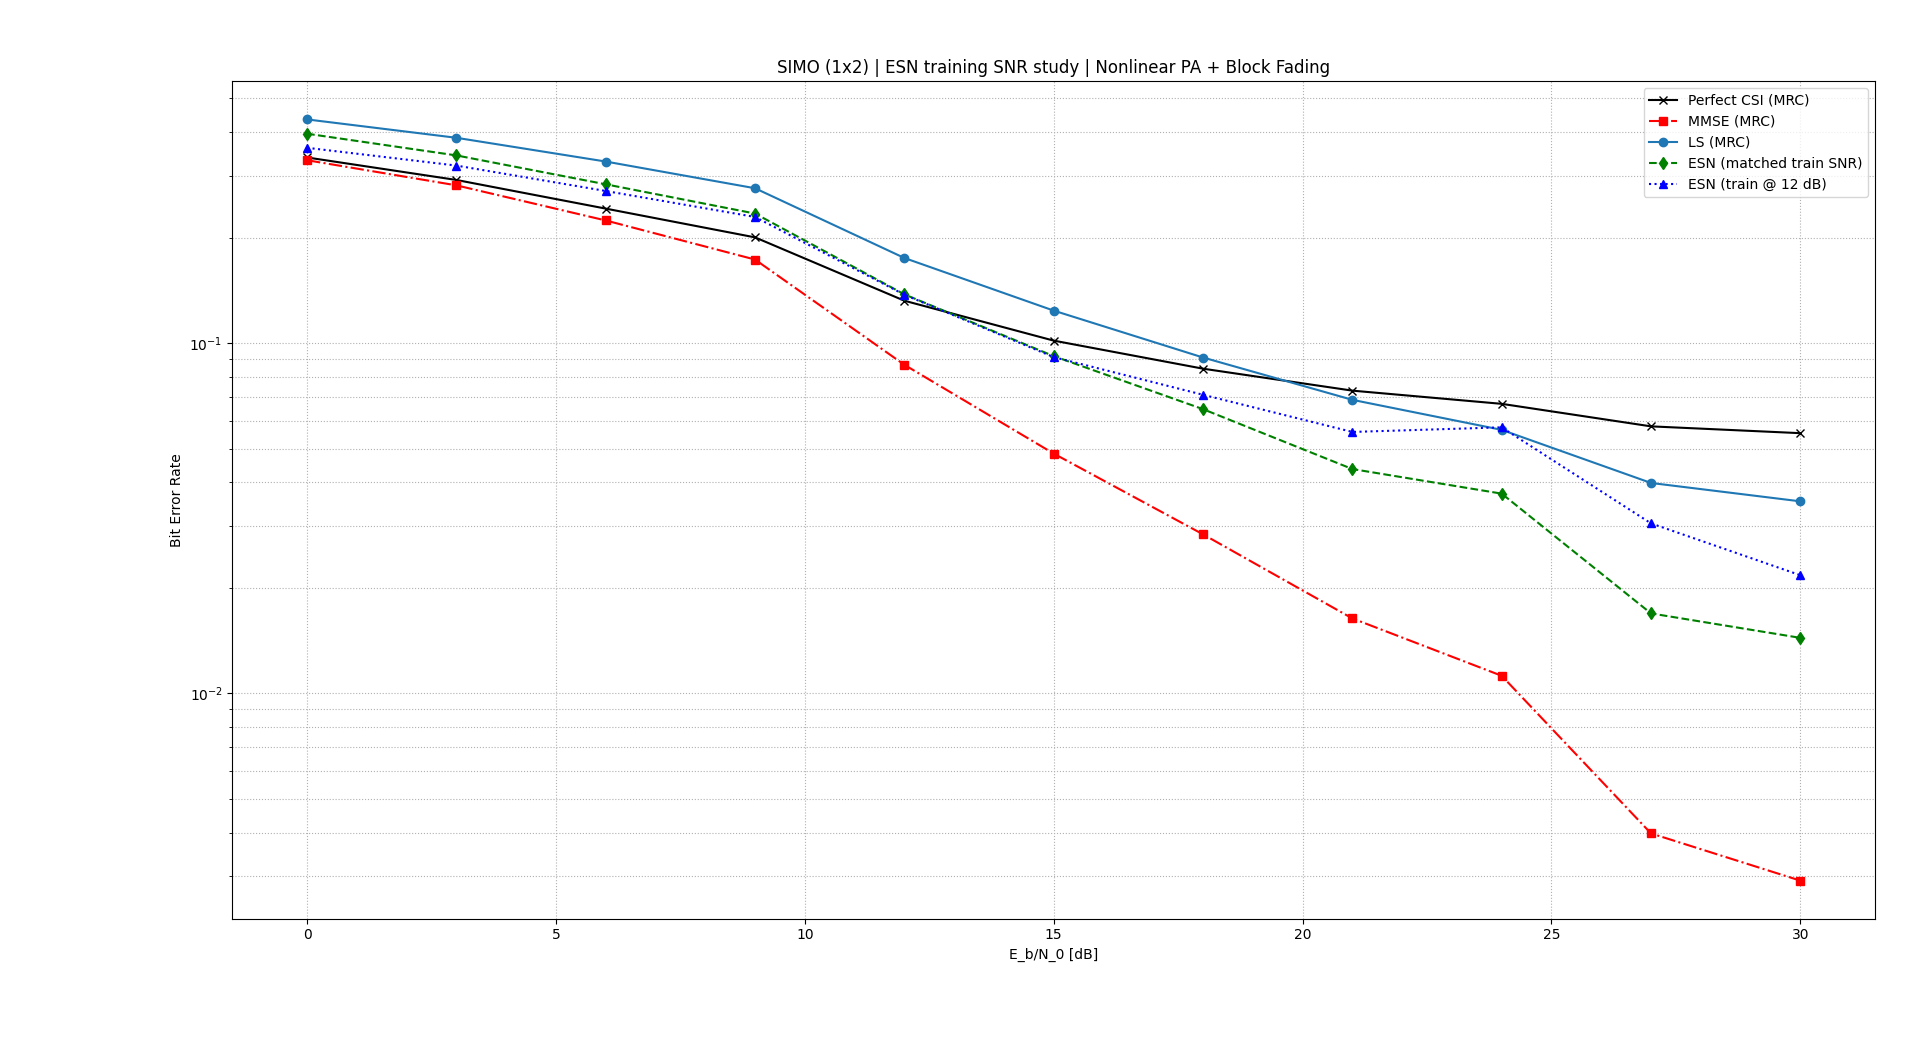 SIMO (1x2) | ESN training SNR study | Nonlinear PA + Block Fading
Perfect CSI (MRC)
MMSE (MRC)
LS (MRC)
ESN (matched train SNR)
ESN (train @ 12 dB)
Bit Error Rate
10⁻¹
10⁻²
0 5 10 15 20 25 30
E_b/N_0 [dB]